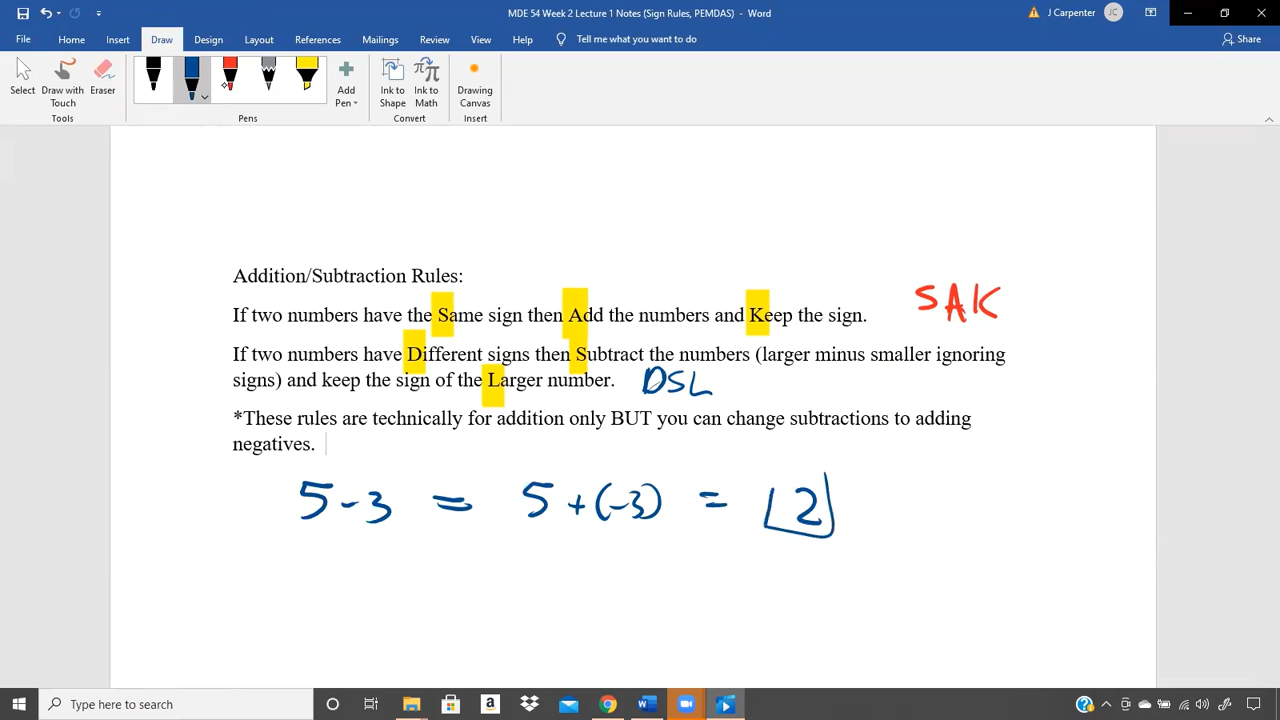 MDE 54 Week 2 Lecture 1 Notes (Sign Rules, PEMDAS) - Word
J Carpenter JC
File Home Insert Draw Design Layout References Mailings Review View Help Tell me what you want to do Share
Select Draw with Touch Eraser Add Pen Ink to Shape Ink to Math Drawing Canvas
Tools Pens Convert Insert
Addition/Subtraction Rules:
If two numbers have the Same sign then Add the numbers and Keep the sign. SAK
If two numbers have Different signs then Subtract the numbers (larger minus smaller ignoring
signs) and keep the sign of the Larger number. DSL
*These rules are technically for addition only BUT you can change subtractions to adding
negatives.
5-3 = 5+(-3) = 2
Type here to search